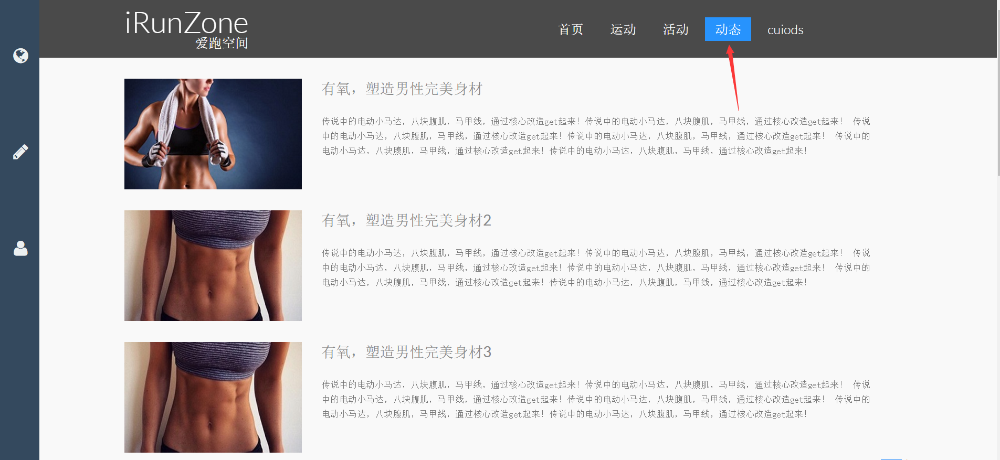 iRunZone
爱跑空间
首页 运动 活动 动态 cuiods
有氧，塑造男性完美身材
传说中的电动小马达，八块腹肌，马甲线，通过核心改造get起来！传说中的电动小马达，八块腹肌，马甲线，通过核心改造get起来！ 传说
中的电动小马达，八块腹肌，马甲线，通过核心改造get起来！传说中的电动小马达，八块腹肌，马甲线，通过核心改造get起来！ 传说中的
电动小马达，八块腹肌，马甲线，通过核心改造get起来！传说中的电动小马达，八块腹肌，马甲线，通过核心改造get起来！
有氧，塑造男性完美身材2
传说中的电动小马达，八块腹肌，马甲线，通过核心改造get起来！传说中的电动小马达，八块腹肌，马甲线，通过核心改造get起来！ 传说
中的电动小马达，八块腹肌，马甲线，通过核心改造get起来！传说中的电动小马达，八块腹肌，马甲线，通过核心改造get起来！ 传说中的
电动小马达，八块腹肌，马甲线，通过核心改造get起来！传说中的电动小马达，八块腹肌，马甲线，通过核心改造get起来！
有氧，塑造男性完美身材3
传说中的电动小马达，八块腹肌，马甲线，通过核心改造get起来！传说中的电动小马达，八块腹肌，马甲线，通过核心改造get起来！ 传说
中的电动小马达，八块腹肌，马甲线，通过核心改造get起来！传说中的电动小马达，八块腹肌，马甲线，通过核心改造get起来！ 传说中的
电动小马达，八块腹肌，马甲线，通过核心改造get起来！传说中的电动小马达，八块腹肌，马甲线，通过核心改造get起来！